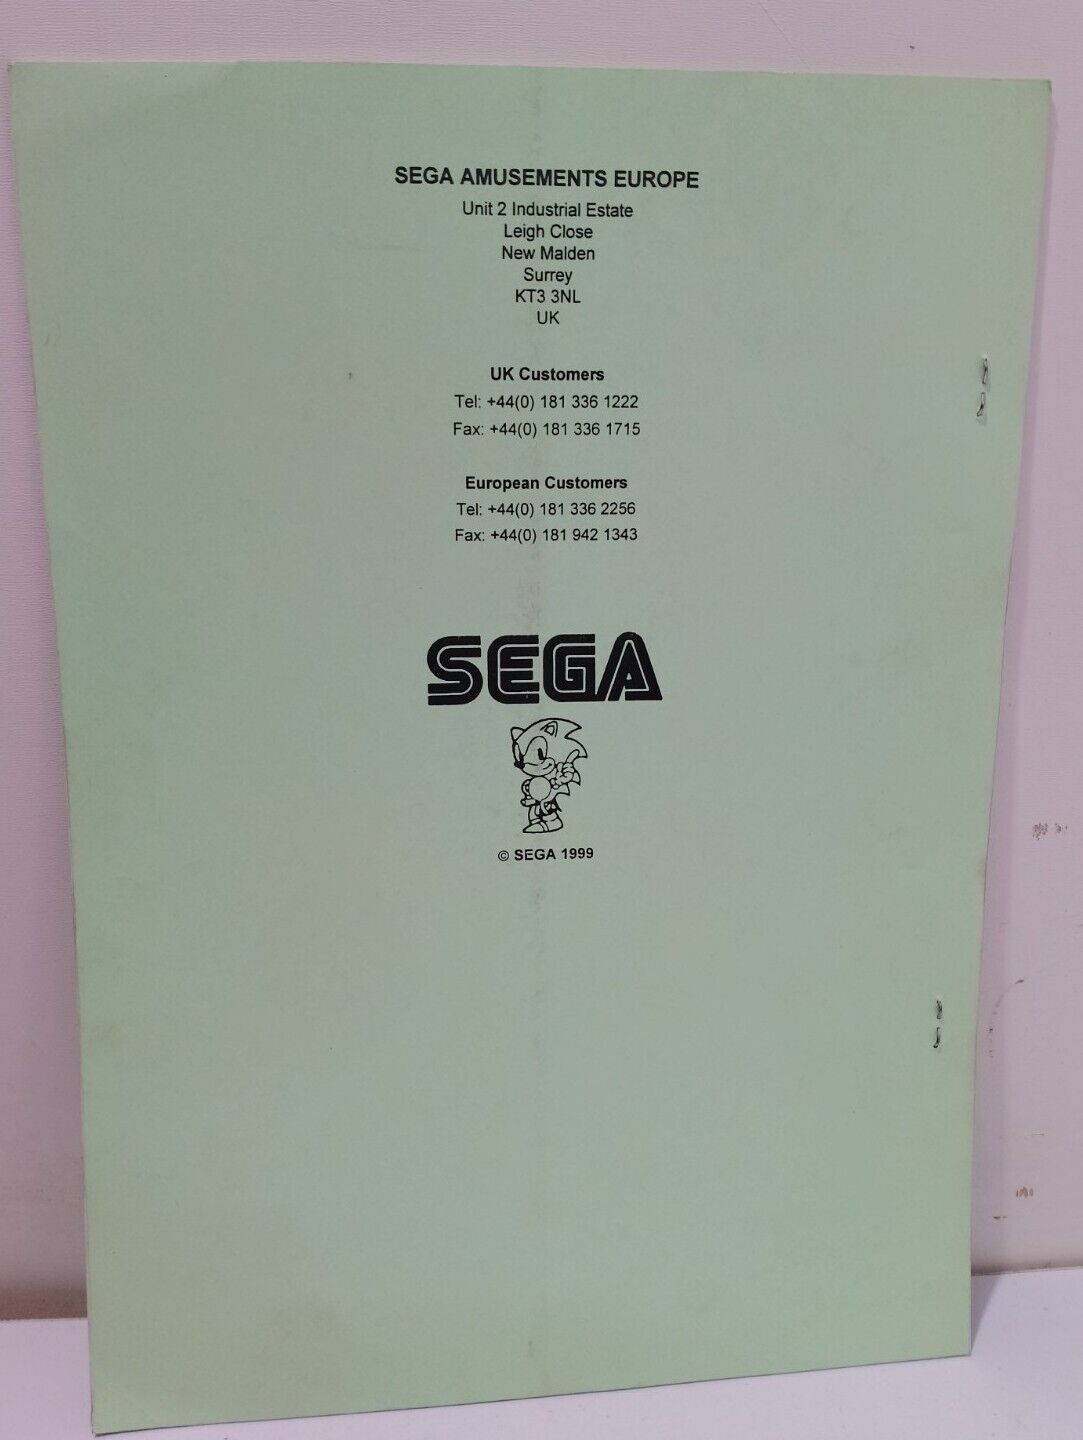 SEGA AMUSEMENTS EUROPE
Unit 2 Industrial Estate
Leigh Close
New Malden
Surrey
KT3 3NL
UK
UK Customers
Tel: +44(0) 181 336 1222
Fax: +44(0) 181 336 1715
European Customers
Tel: +44(0) 181 336 2256
Fax: +44(0) 181 942 1343
SEGA
© SEGA 1999